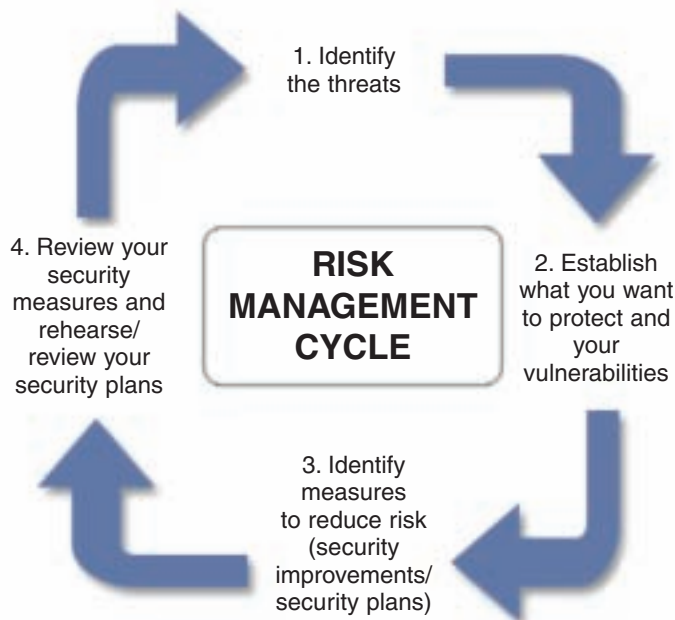 1. Identify
the threats
2. Establish
what you want
to protect and
your
vulnerabilities
3. Identify
measures
to reduce risk
(security
improvements/
security plans)
4. Review your
security
measures and
rehearse/
review your
security plans
RISK
MANAGEMENT
CYCLE